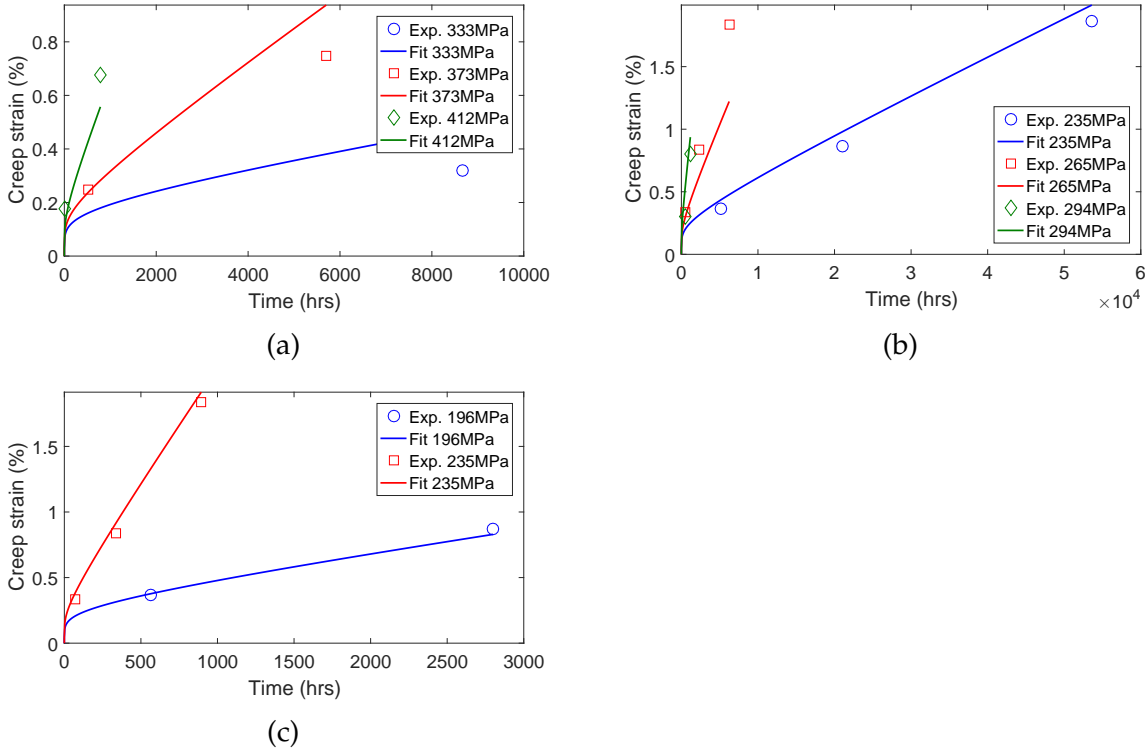 Creep strain (%)
0.8
0.6
0.4
0.2
0
0
2000
4000
6000
8000
10000
Time (hrs)
Exp. 333MPa
Fit 333MPa
Exp. 373MPa
Fit 373MPa
Exp. 412MPa
Fit 412MPa
(a)
Creep strain (%)
1.5
1
0.5
0
0
1
2
3
4
5
6
Time (hrs)
×10^4
Exp. 235MPa
Fit 235MPa
Exp. 265MPa
Fit 265MPa
Exp. 294MPa
Fit 294MPa
(b)
Creep strain (%)
1.5
1
0.5
0
0
500
1000
1500
2000
2500
3000
Time (hrs)
Exp. 196MPa
Fit 196MPa
Exp. 235MPa
Fit 235MPa
(c)